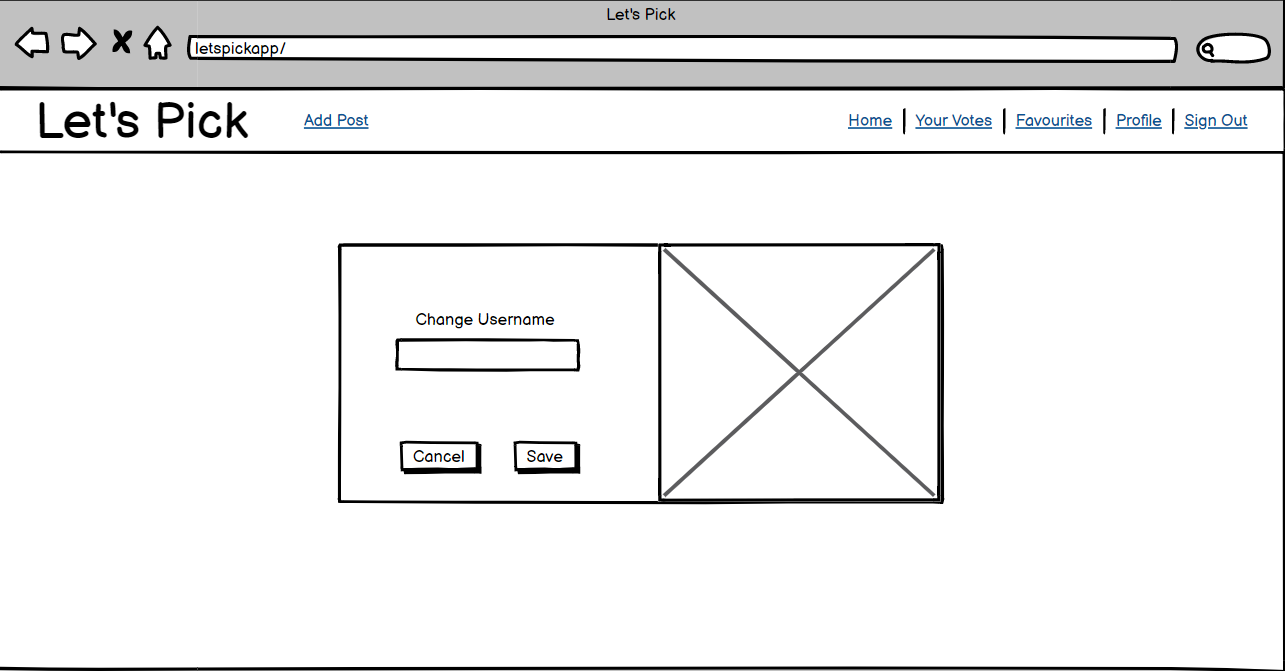 Let's Pick
letspickapp/
Let's Pick Add Post Home Your Votes Favourites Profile Sign Out
Change Username
Cancel Save